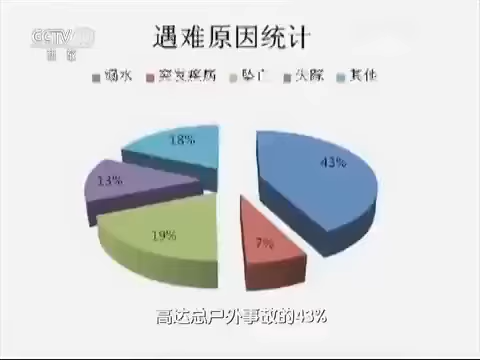 CCTV
遇难原因统计
溺水 突发疾病 坠亡 失踪 其他
18%
43%
13%
19%
7%
高达总户外事故的43%